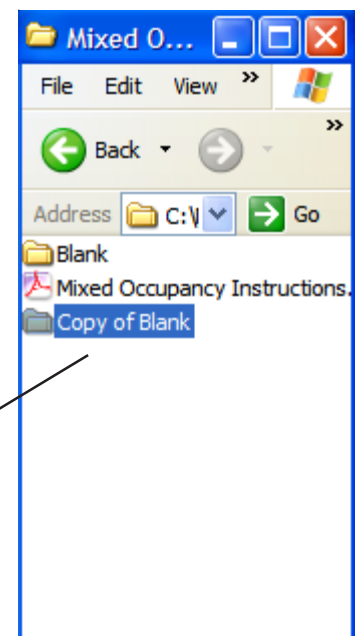 Mixed O...
File Edit View »
Back »
Address C:\ Go
Blank
Mixed Occupancy Instructions.
Copy of Blank